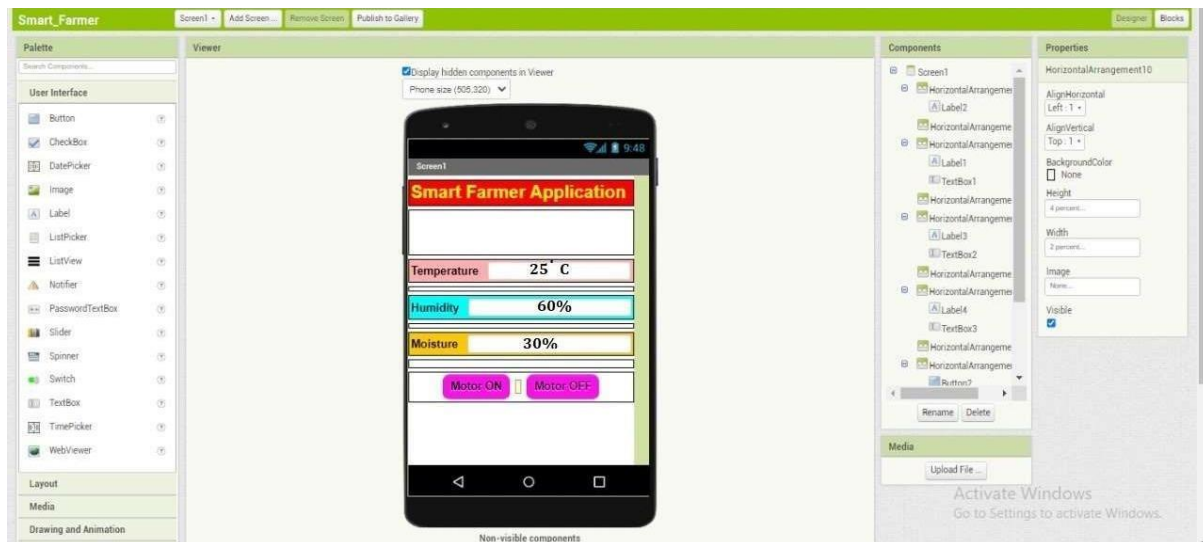 Smart_Farmer
Screen1
Add Screen ...
Remove Screen
Publish to Gallery
Designer
Blocks
Palette
Search Components...
User Interface
Button
CheckBox
DatePicker
Image
Label
ListPicker
ListView
Notifier
PasswordTextBox
Slider
Spinner
Switch
TextBox
TimePicker
WebViewer
Layout
Media
Drawing and Animation
Viewer
Display hidden components in Viewer
Phone size (505,320)
9:48
Screen1
Smart Farmer Application
Temperature 25° C
Humidity 60%
Moisture 30%
Motor ON
Motor OFF
Non-visible components
Components
Screen1
HorizontalArrangemen
Label2
HorizontalArrangeme
HorizontalArrangemen
Label1
TextBox1
HorizontalArrangeme
HorizontalArrangemen
Label3
TextBox2
HorizontalArrangeme
HorizontalArrangemen
Label4
TextBox3
HorizontalArrangeme
HorizontalArrangemen
Button2
Rename
Delete
Media
Upload File ...
Properties
HorizontalArrangement10
AlignHorizontal
Left : 1
AlignVertical
Top : 1
BackgroundColor
None
Height
4 percent...
Width
2 percent...
Image
None...
Visible
Activate Windows
Go to Settings to activate Windows.